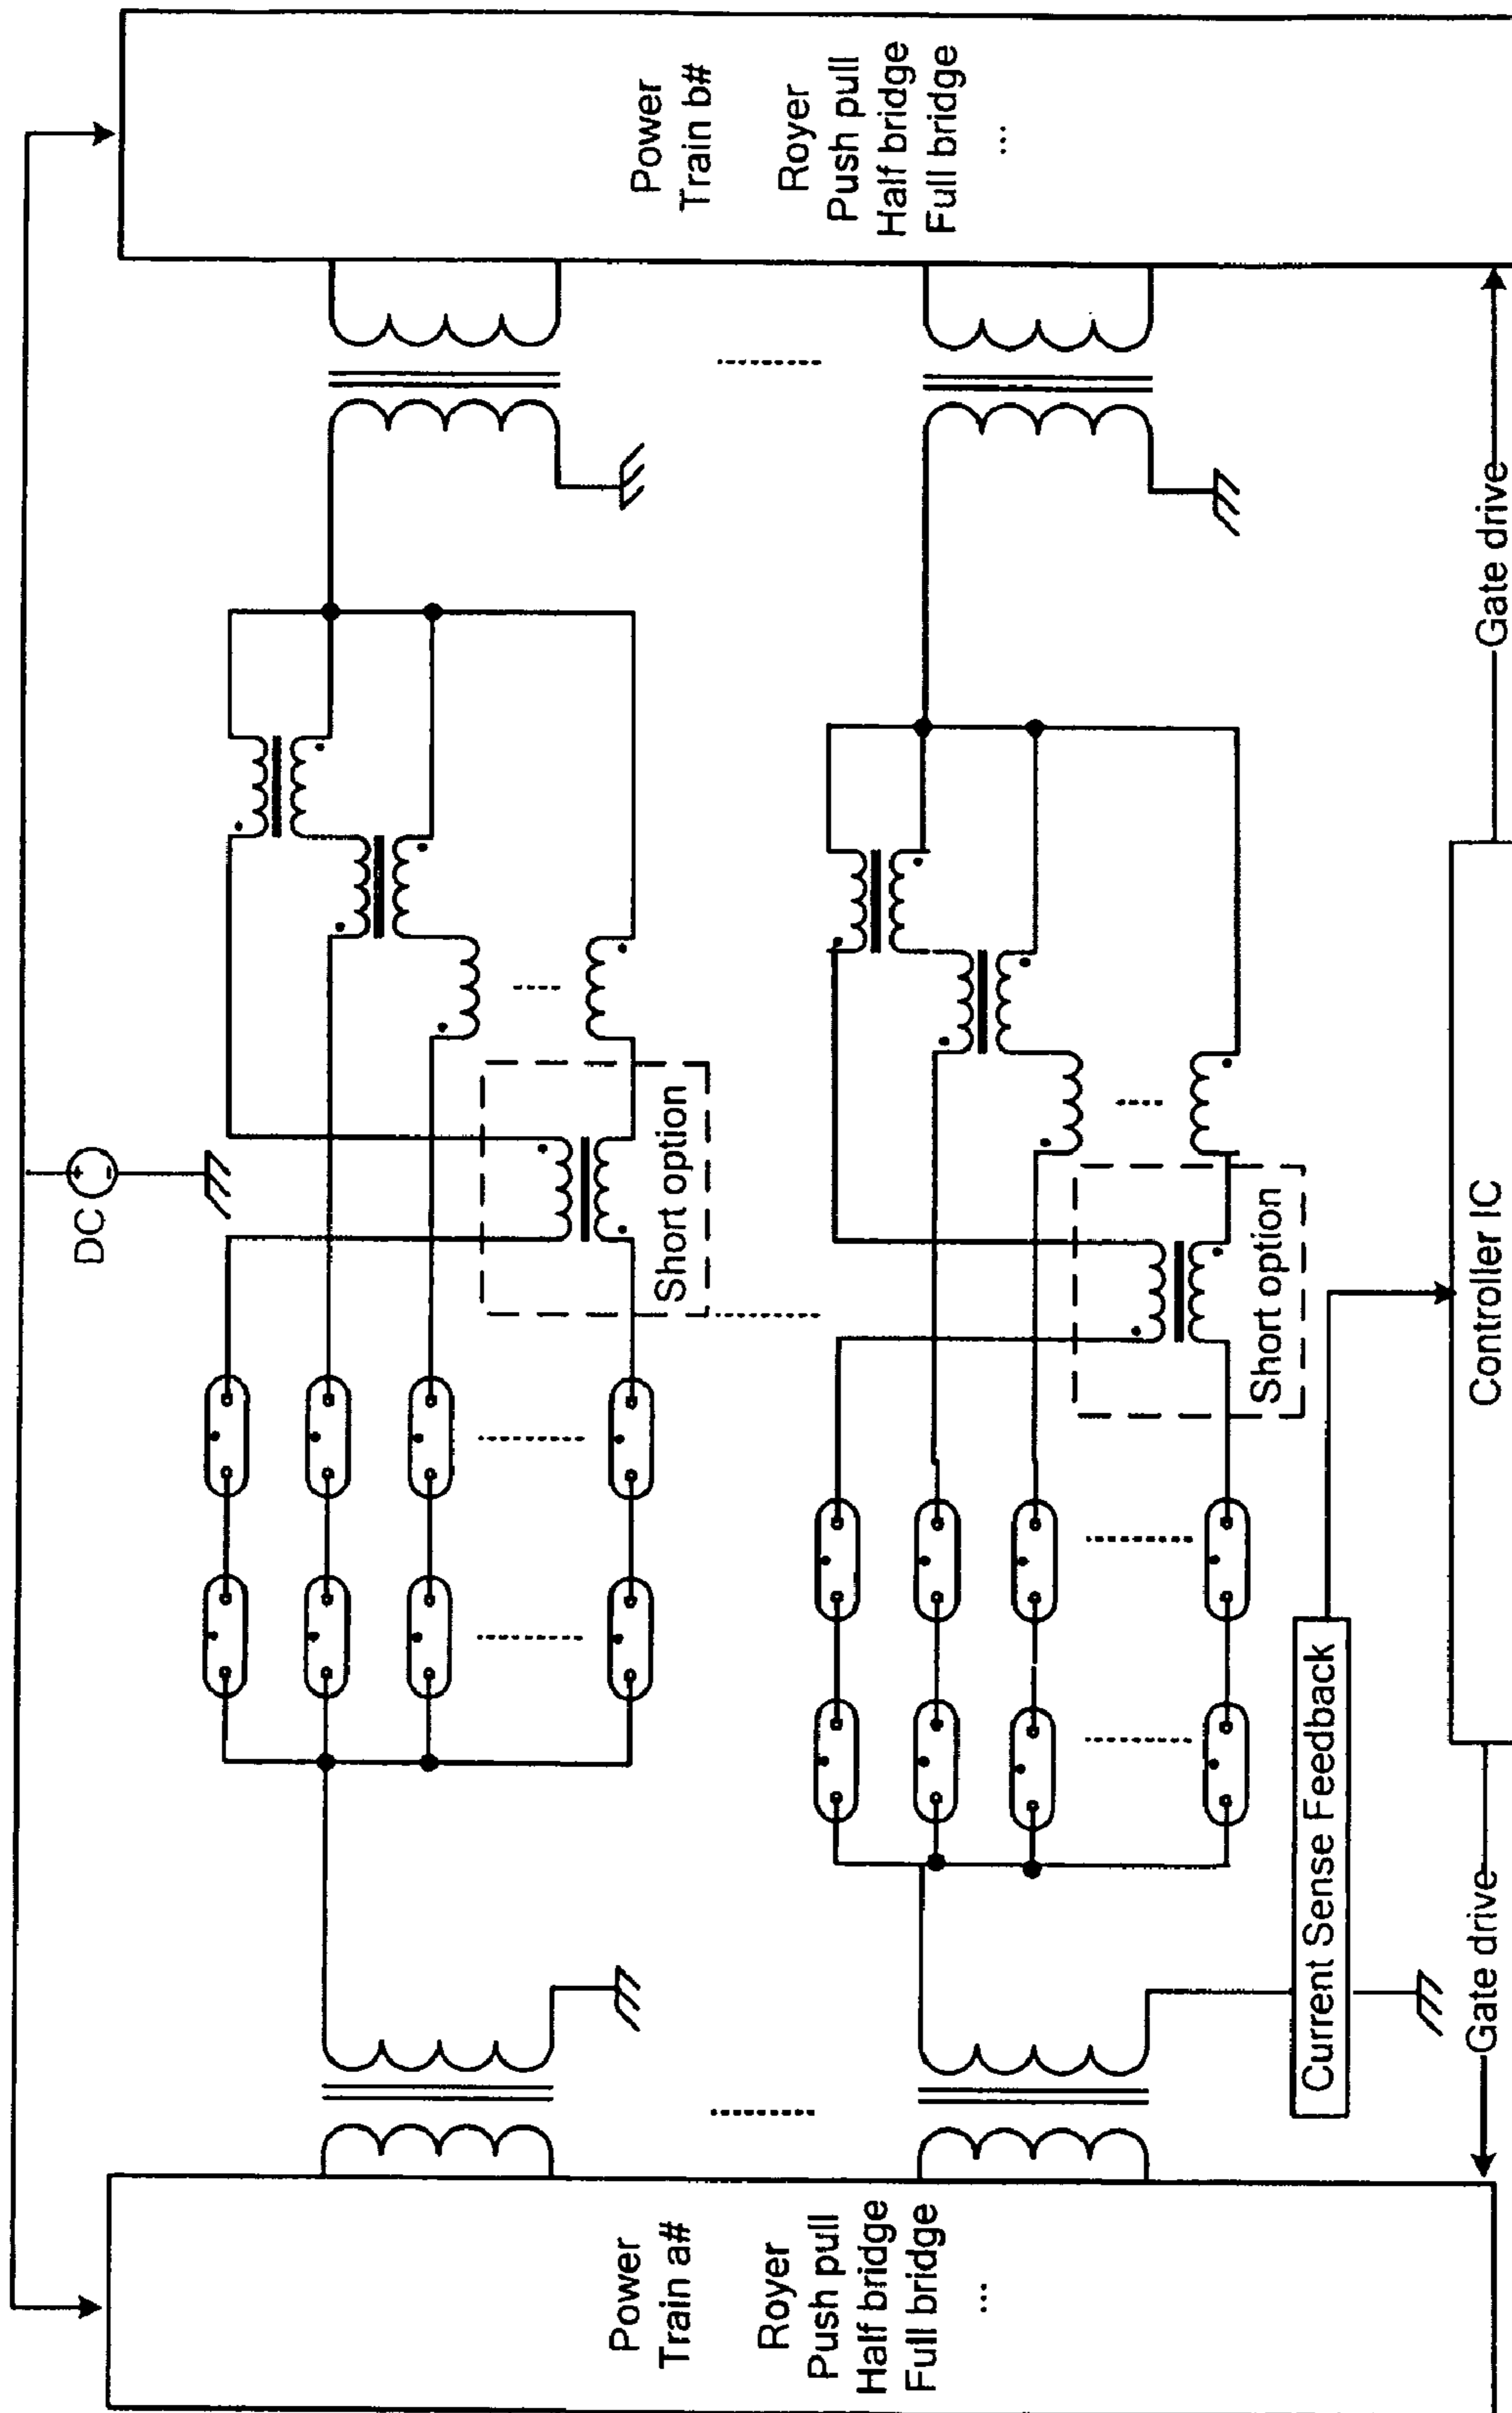 DC
+
-
Power
Train a#
Royer
Push pull
Half bridge
Full bridge
...
Power
Train b#
Royer
Push pull
Half bridge
Full bridge
...
Short option
Short option
Current Sense Feedback
Gate drive
Controller IC
Gate drive